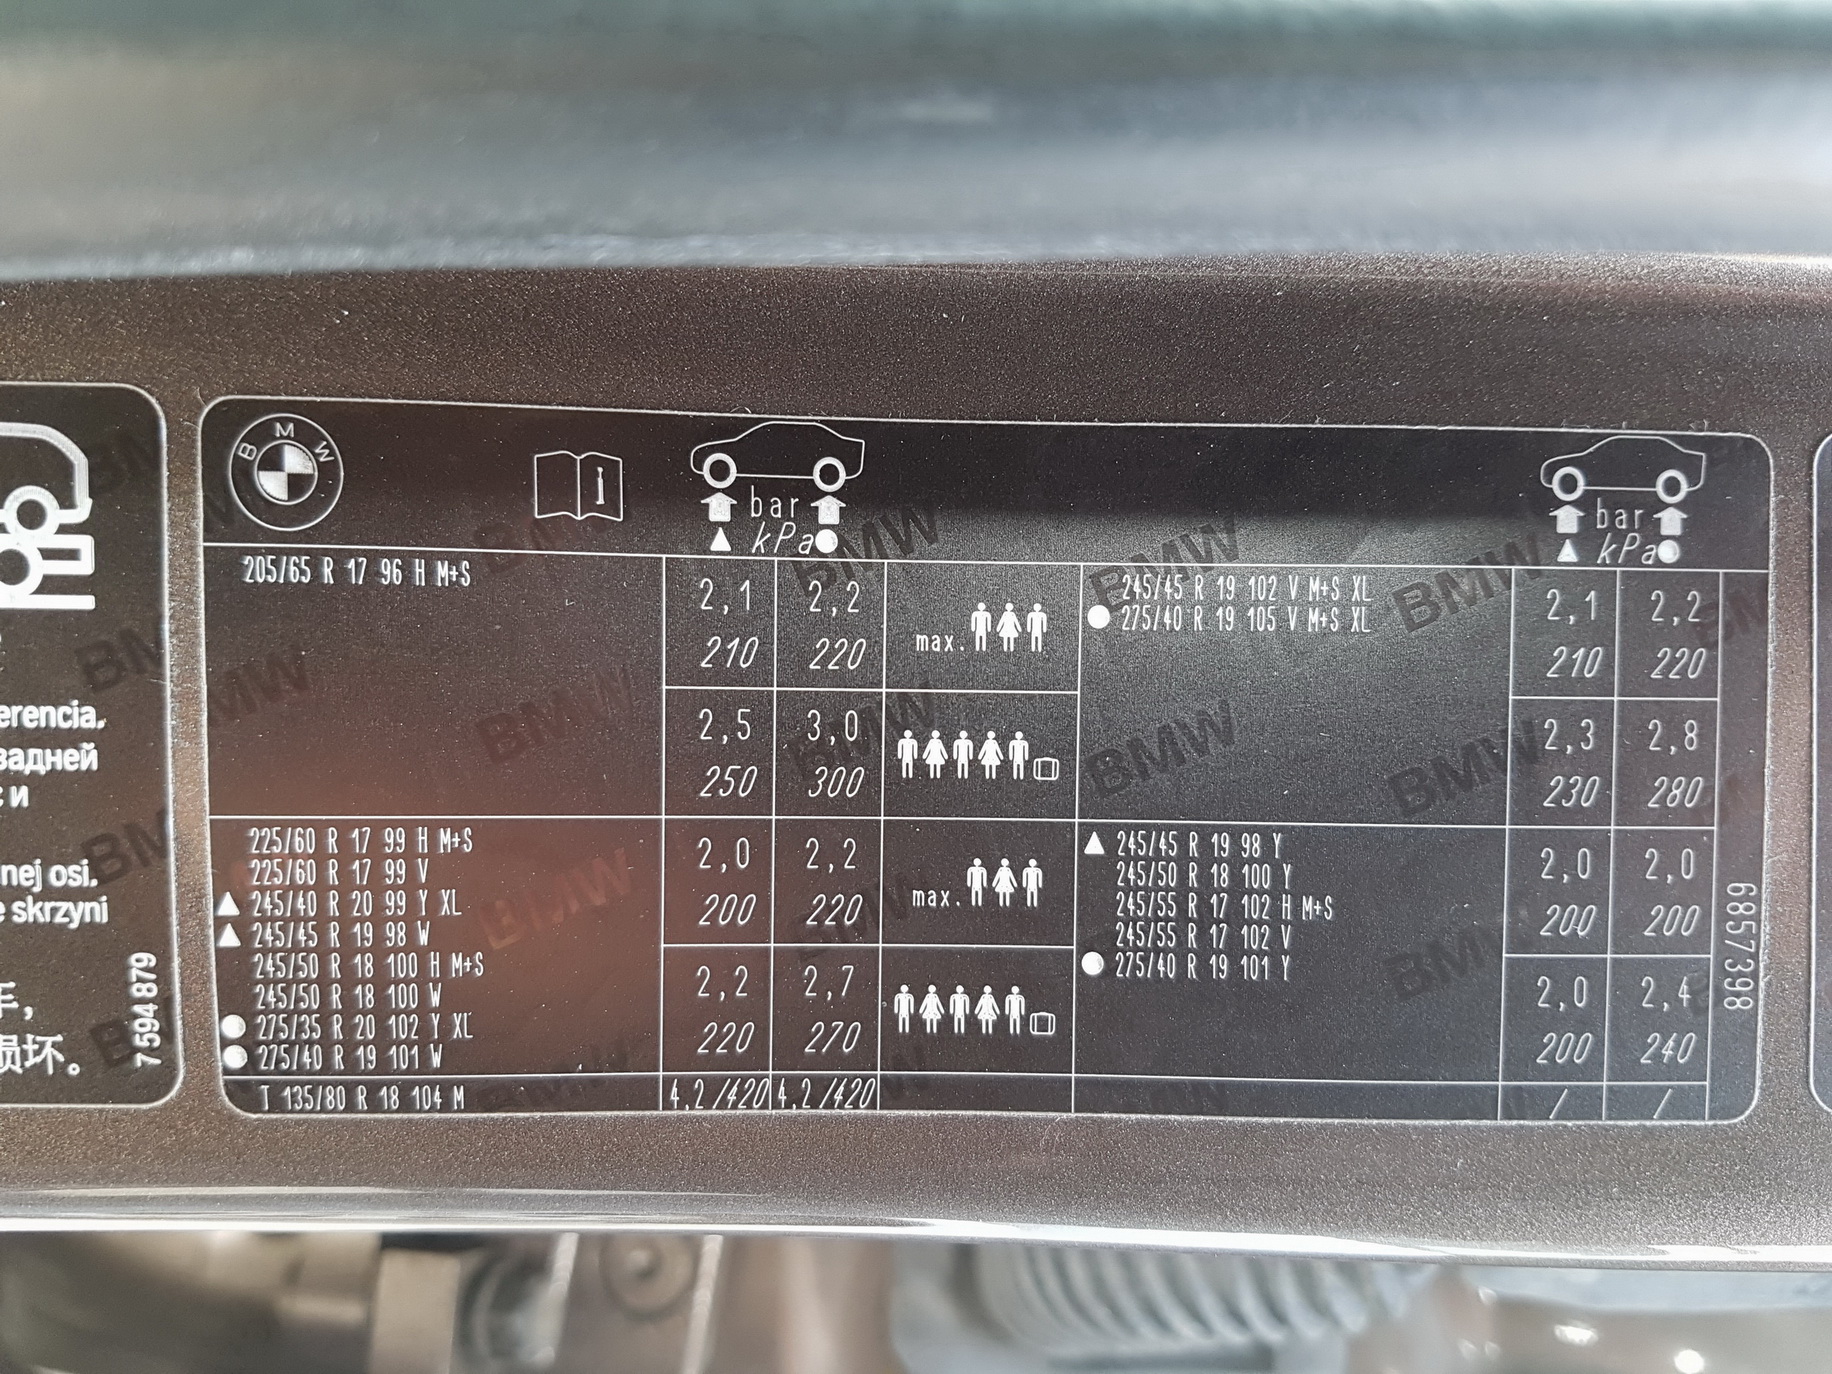 erencia.
задней
с и
nej osi.
e skrzyni
损坏。
7 594 879
BMW
bar
kPa
205/65 R 17 96 H M+S
2,1 2,2
210 220
max.
2,5 3,0
250 300
225/60 R 17 99 H M+S
225/60 R 17 99 V
245/40 R 20 99 Y XL
245/45 R 19 98 W
245/50 R 18 100 H M+S
245/50 R 18 100 W
275/35 R 20 102 Y XL
275/40 R 19 101 W
2,0 2,2
200 220
max.
2,2 2,7
220 270
T 135/80 R 18 104 M
4,2/420 4,2/420
bar
kPa
245/45 R 19 102 V M+S XL
275/40 R 19 105 V M+S XL
2,1 2,2
210 220
2,3 2,8
230 280
245/45 R 19 98 Y
245/50 R 18 100 Y
245/55 R 17 102 H M+S
245/55 R 17 102 V
275/40 R 19 101 Y
2,0 2,0
200 200
2,0 2,4
200 240
/ /
6857398